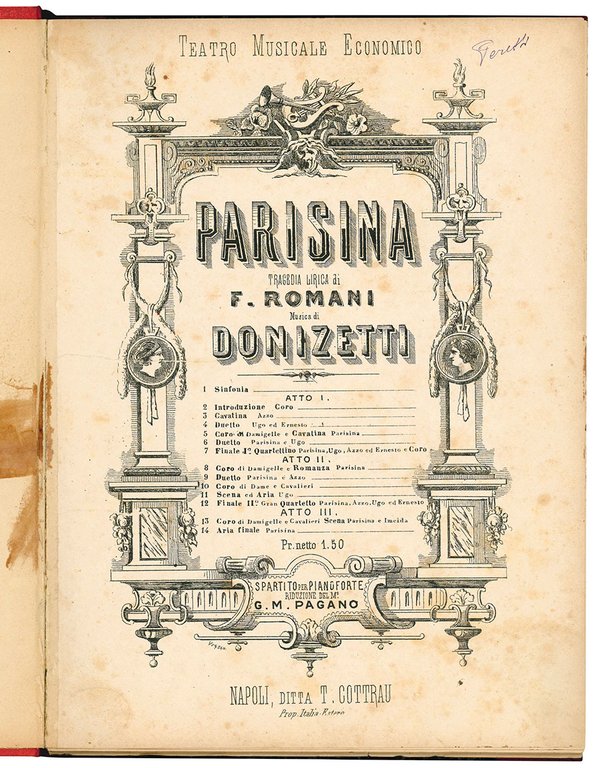 TEATRO MUSICALE ECONOMICO
PARISINA
TRAGEDIA LIRICA di
F. ROMANI
Musica di
DONIZETTI
1 Sinfonia
ATTO I.
2 Introduzione Coro
3 Cavatina Azzo
4 Duetto Ugo ed Ernesto
5 Coro di Damigelle e Cavatina Parisina
6 Duetto Parisina e Ugo
7 Finale 1º Quartettino Parisina, Ugo, Azzo ed Ernesto e Coro
ATTO II.
8 Coro di Damigelle e Romanza Parisina
9 Duetto Parisina e Azzo
10 Coro di Dame e Cavalieri
11 Scena ed Aria Ugo
12 Finale IIº Gran Quartetto Parisina, Azzo, Ugo ed Ernesto
ATTO III.
13 Coro di Damigelle e Cavalieri Scena Parisina e Imelda
14 Aria finale Parisina
Pr. netto 1.50
SPARTITO PER PIANOFORTE
RIDUZIONE DEL Mº
G. M. PAGANO
NAPOLI, DITTA T. COTTRAU
Prop. Italia-Estero